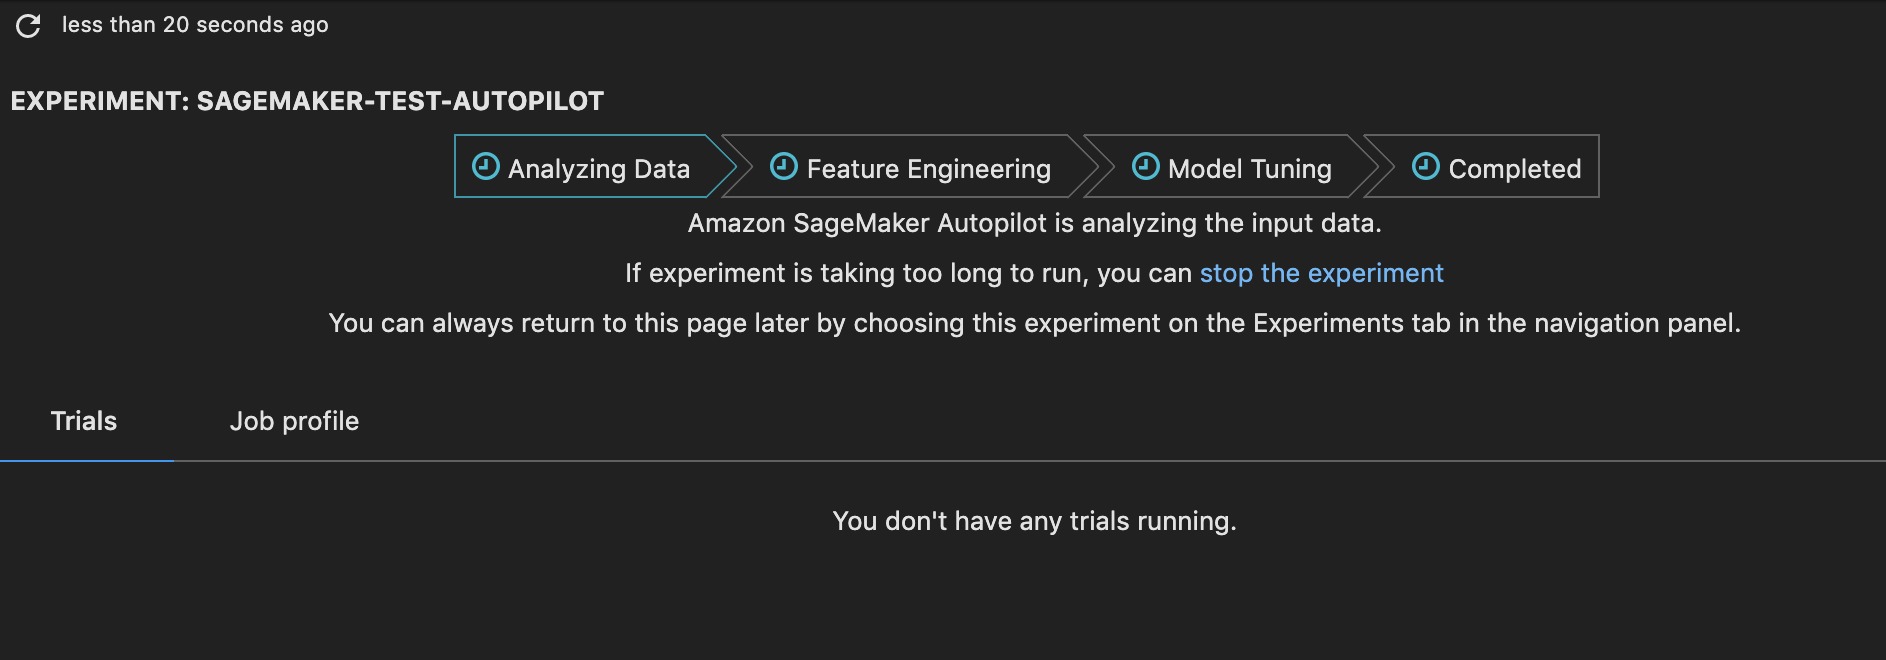 less than 20 seconds ago
EXPERIMENT: SAGEMAKER-TEST-AUTOPILOT
Analyzing Data
Feature Engineering
Model Tuning
Completed
Amazon SageMaker Autopilot is analyzing the input data.
If experiment is taking too long to run, you can stop the experiment
You can always return to this page later by choosing this experiment on the Experiments tab in the navigation panel.
Trials
Job profile
You don't have any trials running.